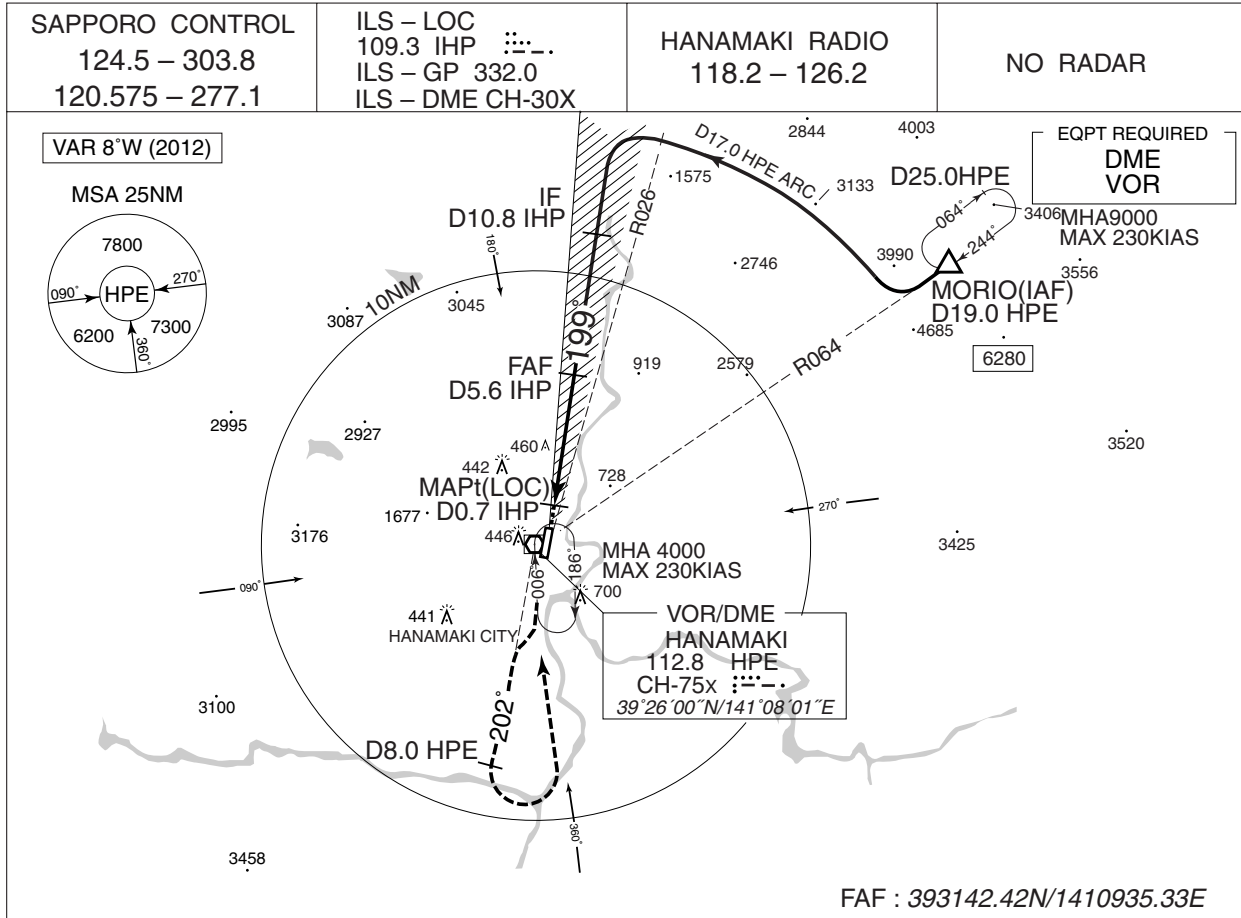 SAPPORO CONTROL
124.5 – 303.8
120.575 – 277.1
ILS – LOC
109.3 IHP
ILS – GP 332.0
ILS – DME CH-30X
HANAMAKI RADIO
118.2 – 126.2
NO RADAR
VAR 8°W (2012)
MSA 25NM
7800
090°
HPE
270°
6200
7300
360°
EQPT REQUIRED
DME
VOR
2844
4003
D17.0 HPE ARC
1575
3133
D25.0HPE
064°
244°
3406
MHA9000
MAX 230KIAS
IF
D10.8 IHP
R026
180°
2746
3990
3556
MORIO(IAF)
D19.0 HPE
10NM
3045
3087
199°
4685
6280
R064
FAF
D5.6 IHP
919
2579
2995
2927
3520
460
442
728
MAPt(LOC)
D0.7 IHP
1677
270°
3176
446
3425
006°
186°
MHA 4000
MAX 230KIAS
090°
700
441
HANAMAKI CITY
VOR/DME
HANAMAKI
112.8 HPE
CH-75x
39°26´00˝N/141°08´01˝E
3100
202°
D8.0 HPE
360°
3458
FAF : 393142.42N/1410935.33E